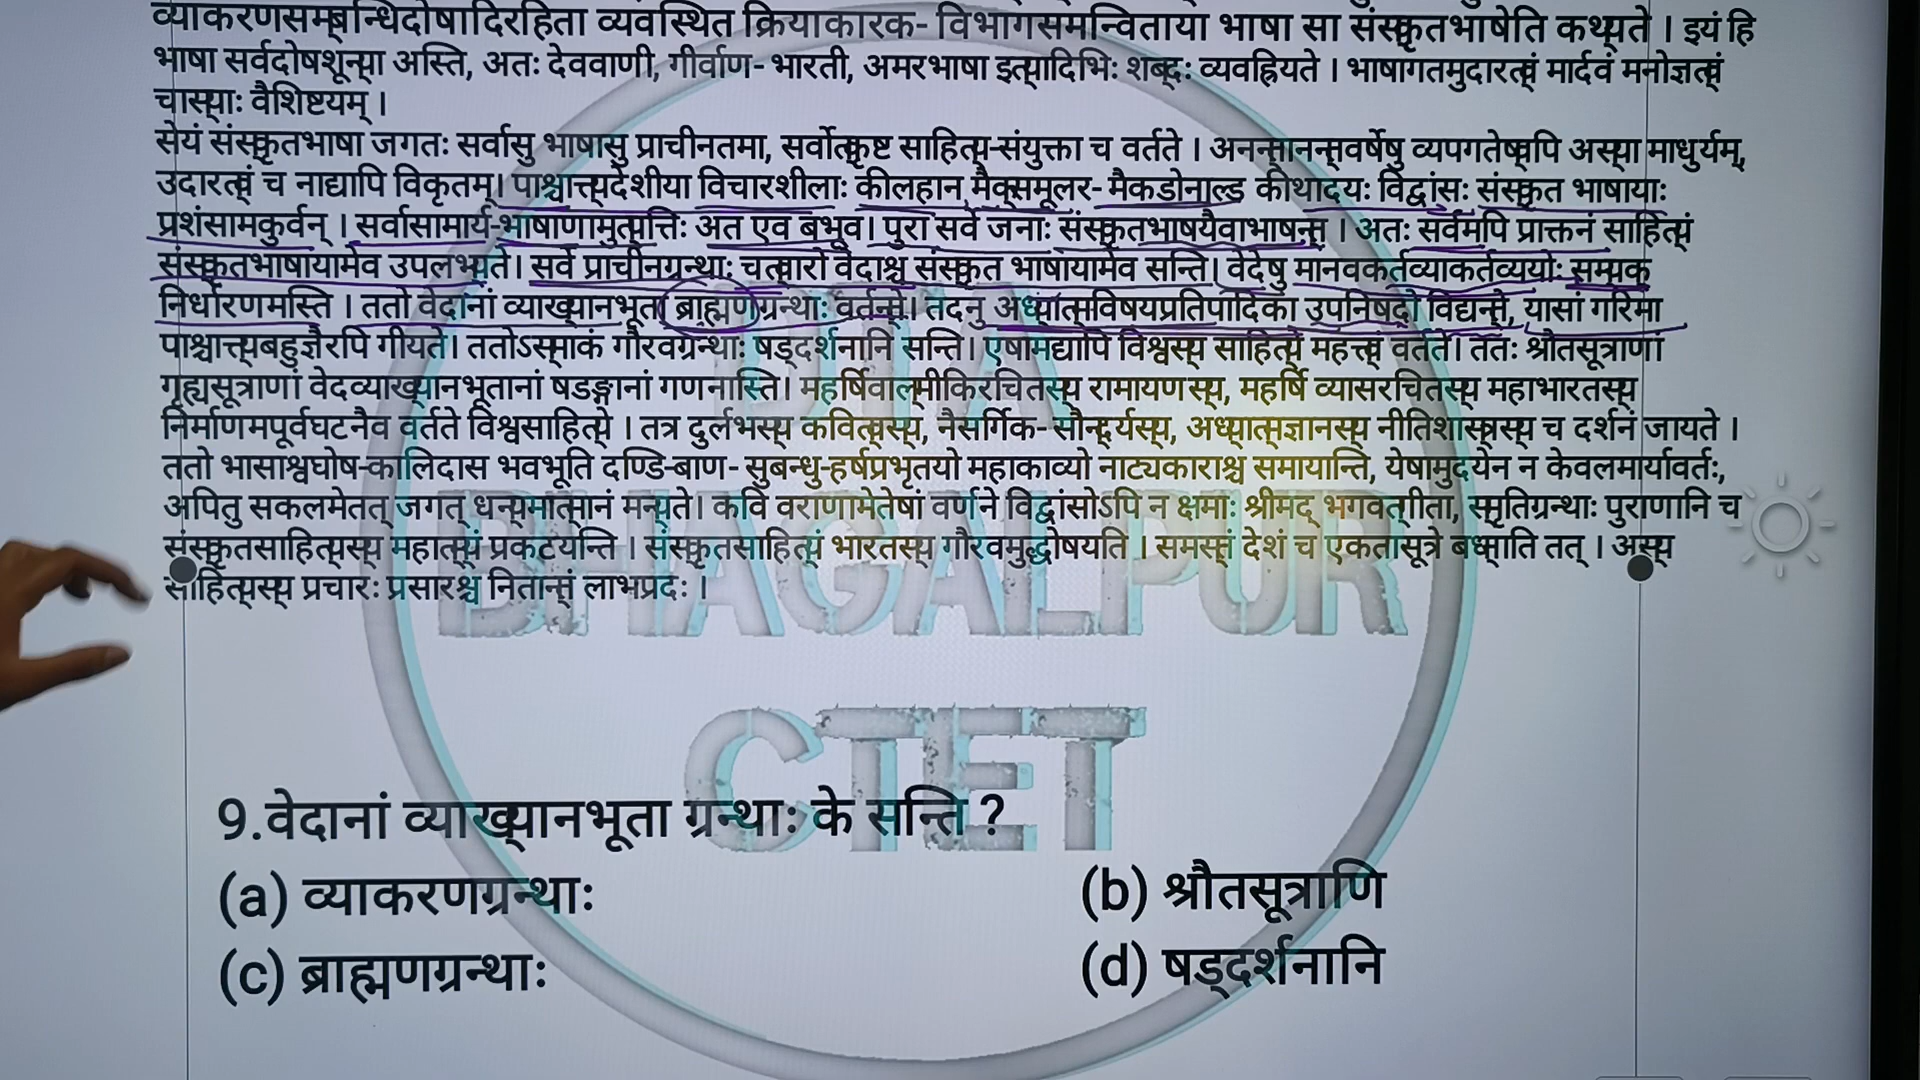 व्याकरणसम्बन्धिदोषादिरहिता व्यवस्थित क्रियाकारक- विभागसमन्विताया भाषा सा संस्कृतभाषेति कथ्यते । इयं हि
भाषा सर्वदोषशून्या अस्ति, अतः देववाणी, गीर्वाण- भारती, अमरभाषा इत्यादिभिः शब्दः व्यवह्रियते । भाषागतमुदारत्वं मार्दवं मनोज्ञत्वं
चास्याः वैशिष्टयम् ।
सेयं संस्कृतभाषा जगतः सर्वासु भाषासु प्राचीनतमा, सर्वोत्कृष्ट साहित्य-संयुक्ता च वर्तते । अनन्तानन्तवर्षेषु व्यपगतेष्वपि अस्या माधुर्यम्,
उदारत्वं च नाद्यापि विकृतम्। पाश्चात्त्यदेशीया विचारशीलाः कीलहान, मैक्समूलर- मैकडोनाल्ड कीथादयः विद्वांसः संस्कृत भाषायाः
प्रशंसामकुर्वन् । सर्वासामार्य-भाषाणामुत्पत्तिः अत एव बभूव। पुरा सर्वे जनाः संस्कृतभाषयैवाभाषन्त । अतः सर्वमपि प्राक्तनं साहित्यं
संस्कृतभाषायामेव उपलभ्यते। सर्वे प्राचीनग्रन्थाः चत्वारो वेदाश्च संस्कृत भाषायामेव सन्ति। वेदेषु मानवकर्तव्याकर्तव्ययोः सम्यक्
निर्धारणमस्ति । ततो वेदानां व्याख्यानभूता ब्राह्मणग्रन्थाः वर्तन्ते। तदनु अध्यात्मविषयप्रतिपादिका उपनिषदो विद्यन्ते, यासां गरिमा
पाश्चात्त्यबहुज्ञैरपि गीयते। ततोऽस्माकं गौरवग्रन्थाः षड्दर्शनानि सन्ति। एषामद्यापि विश्वस्य साहित्ये महत्त्वं वर्तते। ततः श्रौतसूत्राणां
गृह्यसूत्राणां वेदव्याख्यानभूतानां षडङ्गानां गणनास्ति। महर्षिवाल्मीकिरचितस्य रामायणस्य, महर्षि व्यासरचितस्य महाभारतस्य
निर्माणमपूर्वघटनैव वर्तते विश्वसाहित्ये । तत्र दुर्लभस्य कवित्वस्य, नैसर्गिक- सौन्दर्यस्य, अध्यात्मज्ञानस्य नीतिशास्त्रस्य च दर्शनं जायते ।
ततो भासाश्वघोष-कालिदास भवभूति दण्डि-बाण- सुबन्धु-हर्षप्रभृतयो महाकाव्यो नाट्यकाराश्च समायान्ति, येषामुदयेन न केवलमार्यावर्तः,
अपितु सकलमेतत् जगत् धन्यमात्मानं मन्यते। कवि वराणामेतेषां वर्णने विद्वांसोऽपि न क्षमाः श्रीमद् भगवत्गीता, स्मृतिग्रन्थाः पुराणानि च
संस्कृतसाहित्यस्य महात्म्यं प्रकटयन्ति । संस्कृतसाहित्यं भारतस्य गौरवमुद्घोषयति । समस्तं देशं च एकतासूत्रे बध्नाति तत् । अस्य
साहित्यस्य प्रचारः प्रसारश्च नितान्तं लाभप्रदः ।
BHAGALPUR
CTET
9.वेदानां व्याख्यानभूता ग्रन्थाः के सन्ति ?
(a) व्याकरणग्रन्थाः
(b) श्रौतसूत्राणि
(c) ब्राह्मणग्रन्थाः
(d) षड्दर्शनानि